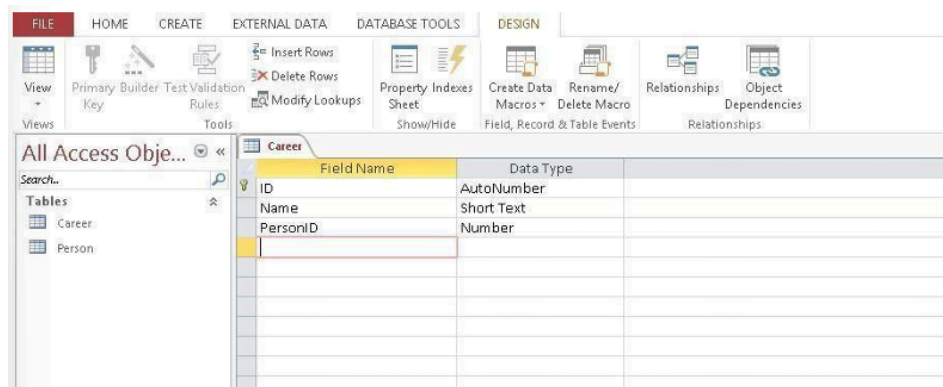 FILE HOME CREATE EXTERNAL DATA DATABASE TOOLS DESIGN
View
Views
Primary Key
Builder
Test Validation Rules
Insert Rows
Delete Rows
Modify Lookups
Tools
Property Sheet
Indexes
Show/Hide
Create Data Macros
Rename/ Delete Macro
Field, Record & Table Events
Relationships
Object Dependencies
Relationships
All Access Obje...
Search..
Tables
Career
Person
Career
Field Name Data Type
ID AutoNumber
Name Short Text
PersonID Number